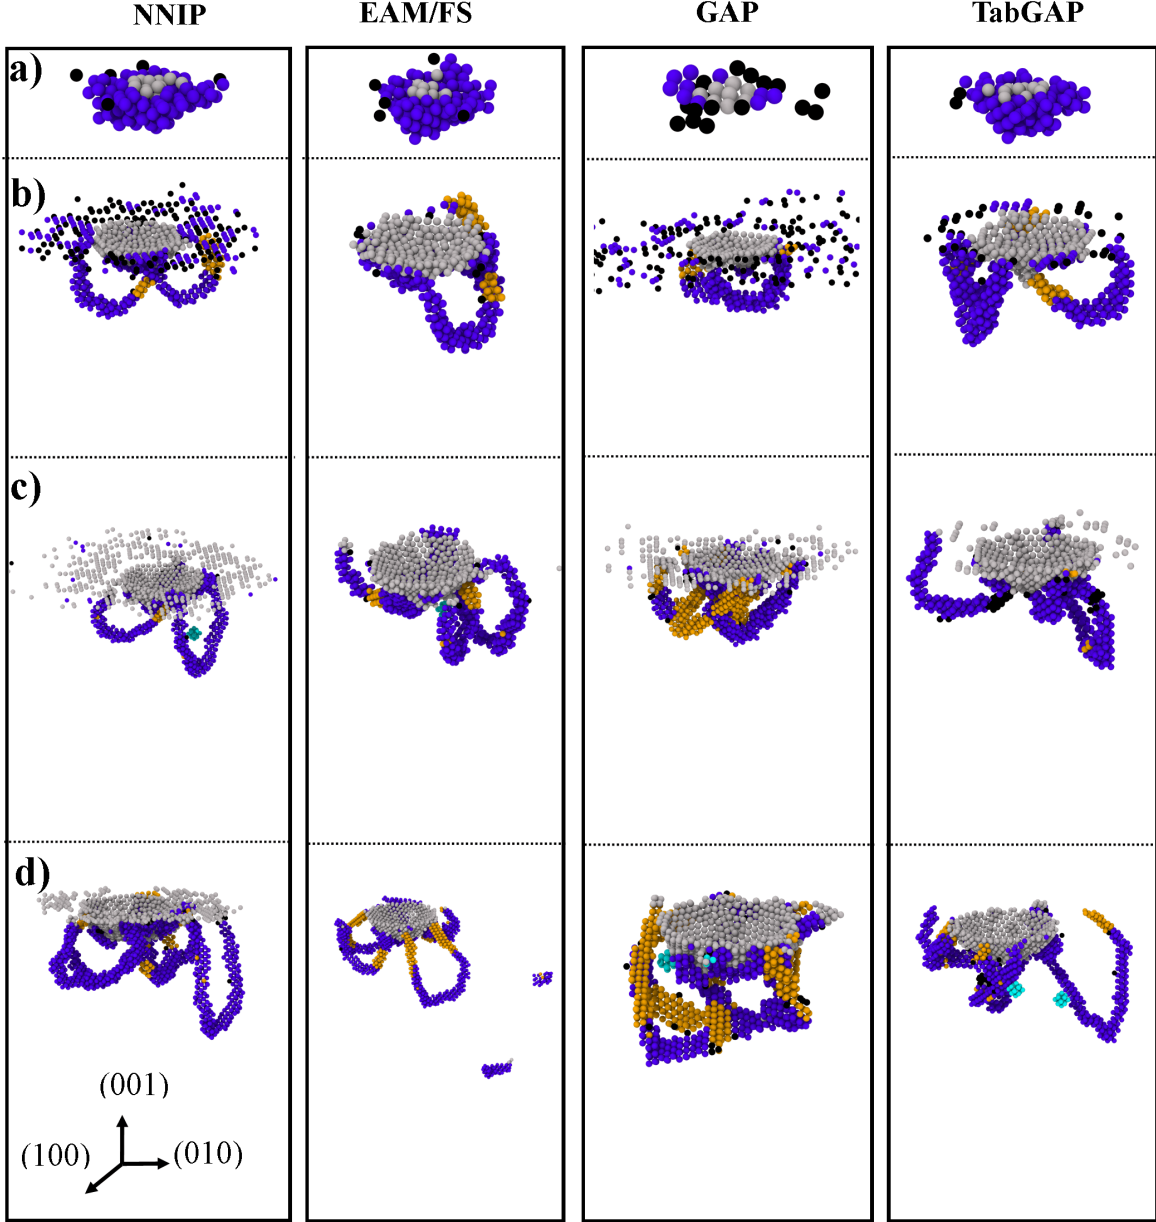 NNIP EAM/FS GAP TabGAP
a)
b)
c)
d)
(001)
(100) (010)